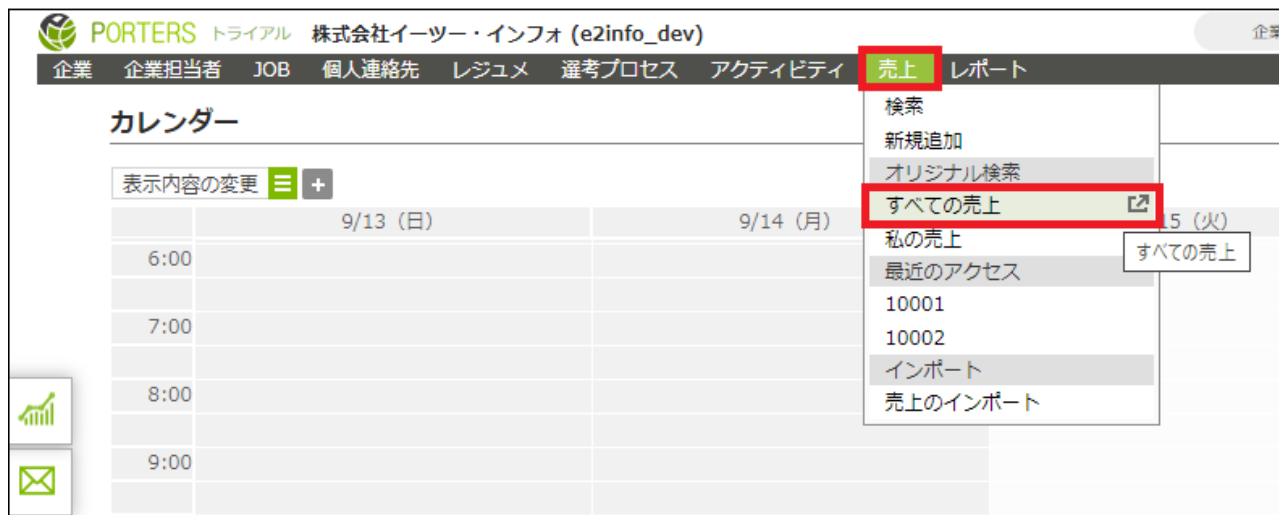 PORTERS トライアル 株式会社イーツー・インフォ (e2info_dev) 企業
企業 企業担当者 JOB 個人連絡先 レジュメ 選考プロセス アクティビティ 売上 レポート
カレンダー
表示内容の変更
検索
新規追加
オリジナル検索
すべての売上
私の売上
最近のアクセス
10001
10002
インポート
売上のインポート
すべての売上
9/13（日） 9/14（月） 15（火）
6:00
7:00
8:00
9:00